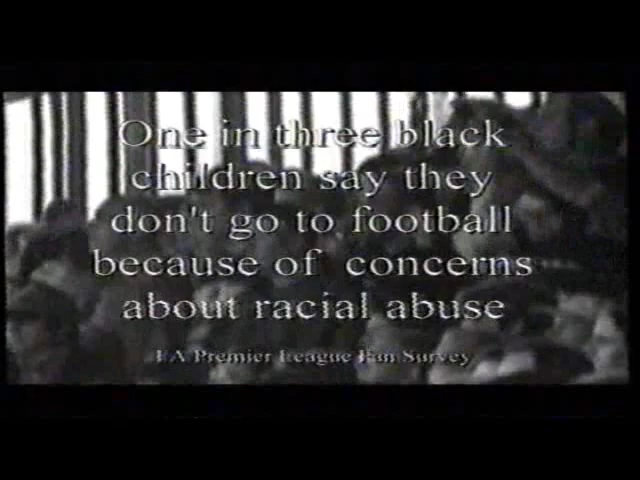 One in three black
children say they
don't go to football
because of concerns
about racial abuse
FA Premier League Fan Survey